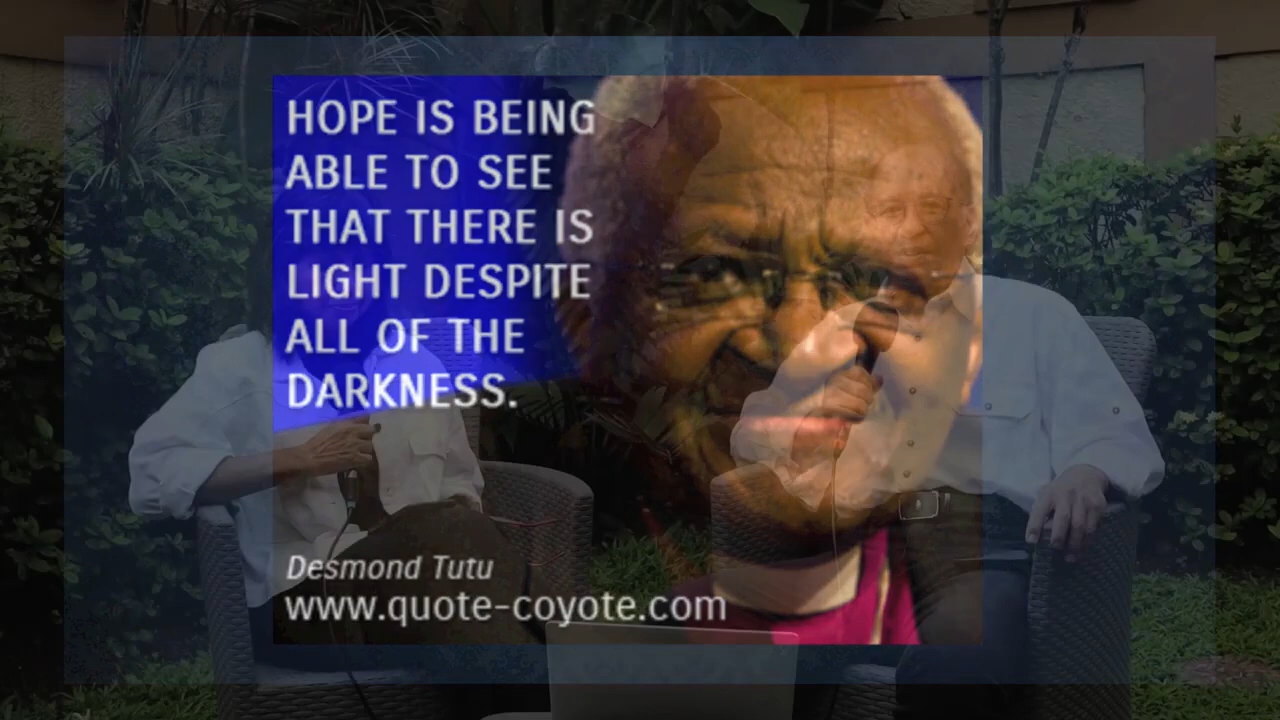 HOPE IS BEING
ABLE TO SEE
THAT THERE IS
LIGHT DESPITE
ALL OF THE
DARKNESS.
Desmond Tutu
www.quote-coyote.com